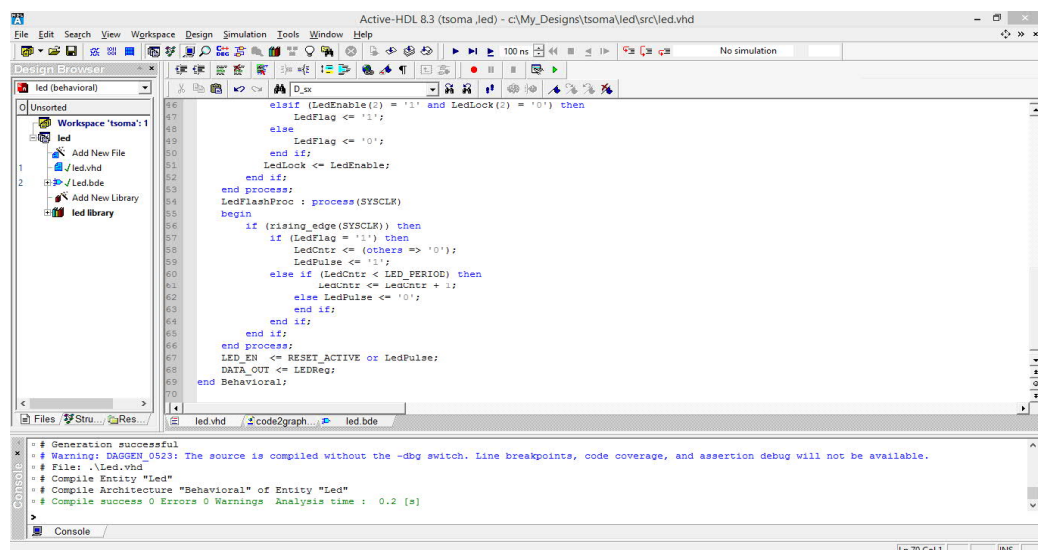 Active-HDL 8.3 (tsoma ,led) - c:\My_Designs\tsoma\led\src\led.vhd
File Edit Search View Workspace Design Simulation Tools Window Help
100 ns
No simulation
Design Browser
led (behavioral)
D_sx
Unsorted
Workspace 'tsoma': 1
led
Add New File
1 led.vhd
2 Led.bde
Add New Library
led library
46 elsif (LedEnable(2) = '1' and LedLock(2) = '0') then
47 LedFlag <= '1';
48 else
49 LedFlag <= '0';
50 end if;
51 LedLock <= LedEnable;
52 end if;
53 end process;
54 LedFlashProc : process(SYSCLK)
55 begin
56 if (rising_edge(SYSCLK)) then
57 if (LedFlag = '1') then
58 LedCntr <= (others => '0');
59 LedPulse <= '1';
60 else if (LedCntr < LED_PERIOD) then
61 LedCntr <= LedCntr + 1;
62 else LedPulse <= '0';
63 end if;
64 end if;
65 end if;
66 end process;
67 LED_EN <= RESET_ACTIVE or LedPulse;
68 DATA_OUT <= LEDReg;
69 end Behavioral;
70
Files Stru... Res...
led.vhd code2graph... led.bde
# Generation successful
# Warning: DAGGEN_0523: The source is compiled without the -dbg switch. Line breakpoints, code coverage, and assertion debug will not be available.
# File: .\Led.vhd
# Compile Entity "Led"
# Compile Architecture "Behavioral" of Entity "Led"
# Compile success 0 Errors 0 Warnings Analysis time : 0.2 [s]
>
Console
Console
Ln 70 Col 1 INS